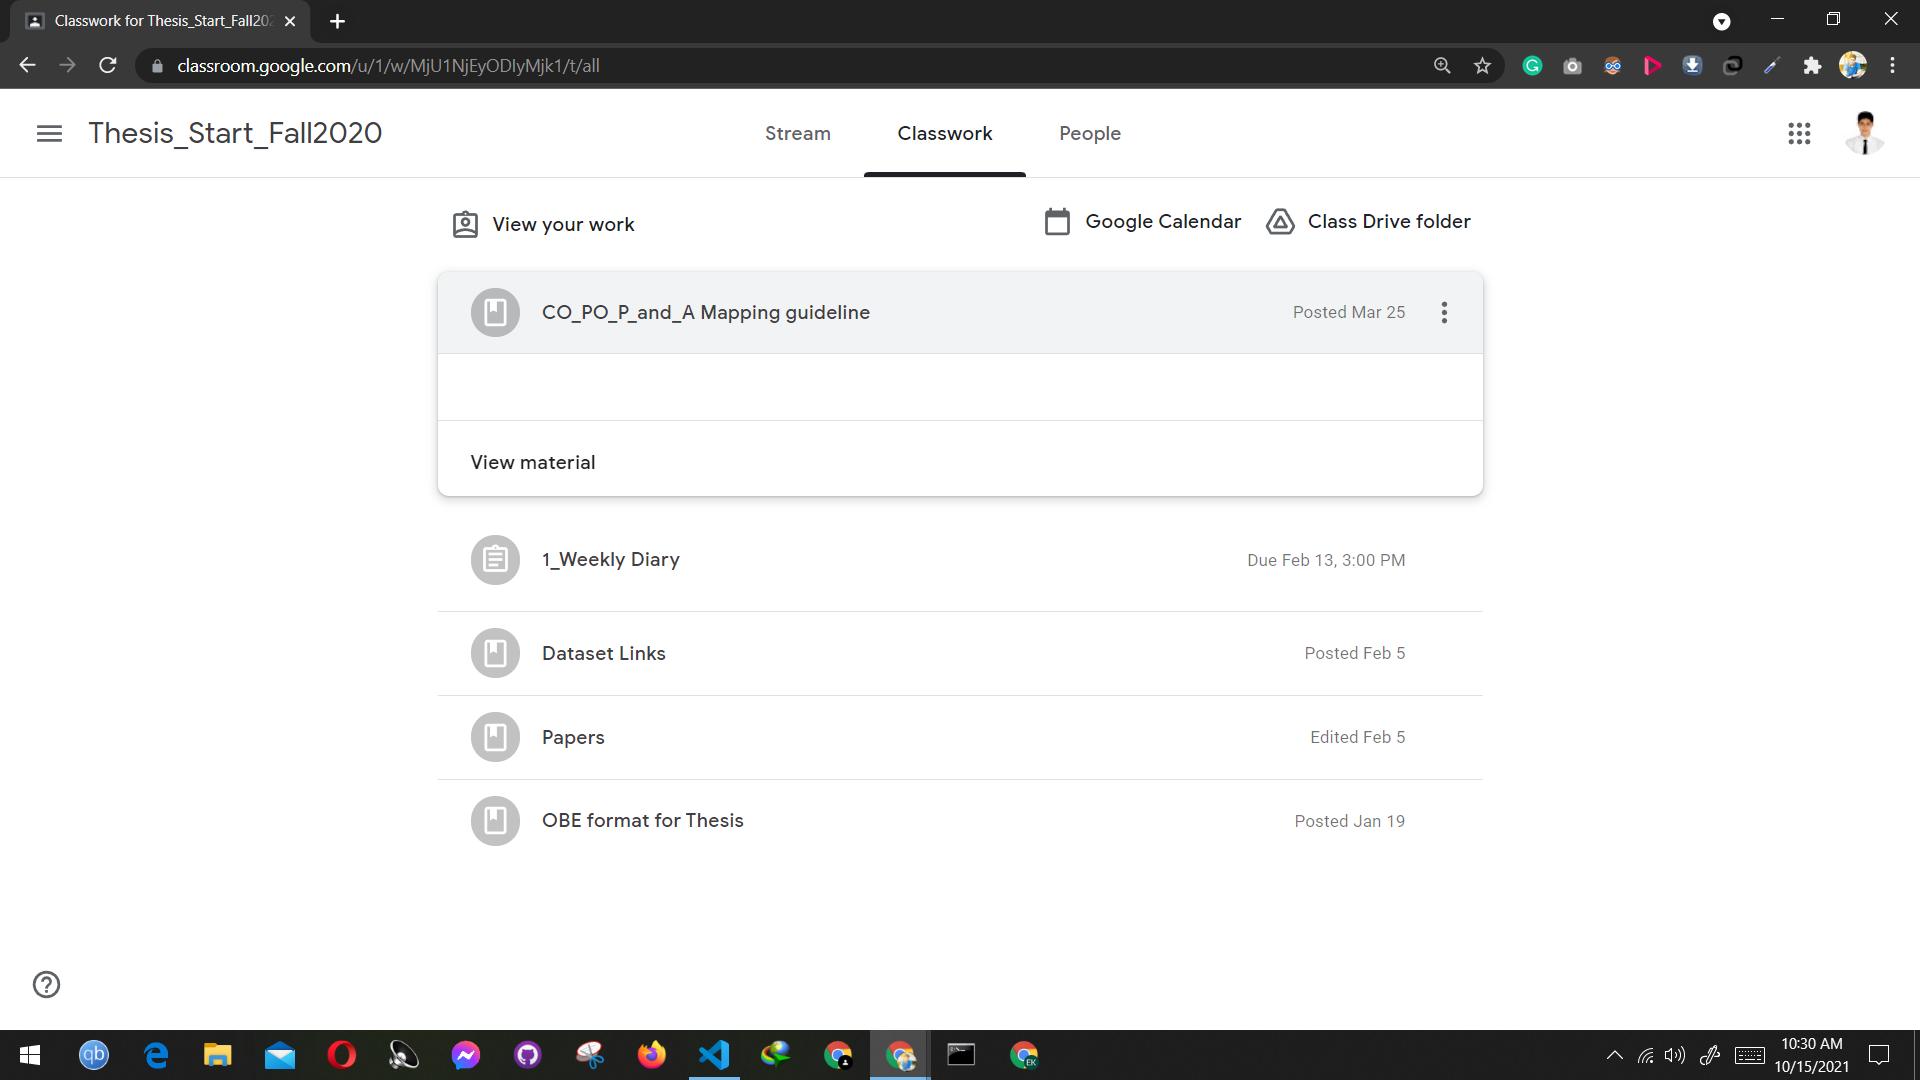 Classwork for Thesis_Start_Fall202
classroom.google.com/u/1/w/MjU1NjEyODIyMjk1/t/all
Thesis_Start_Fall2020
Stream
Classwork
People
View your work
Google Calendar
Class Drive folder
CO_PO_P_and_A Mapping guideline
Posted Mar 25
View material
1_Weekly Diary
Due Feb 13, 3:00 PM
Dataset Links
Posted Feb 5
Papers
Edited Feb 5
OBE format for Thesis
Posted Jan 19
qb
EK
10:30 AM
10/15/2021